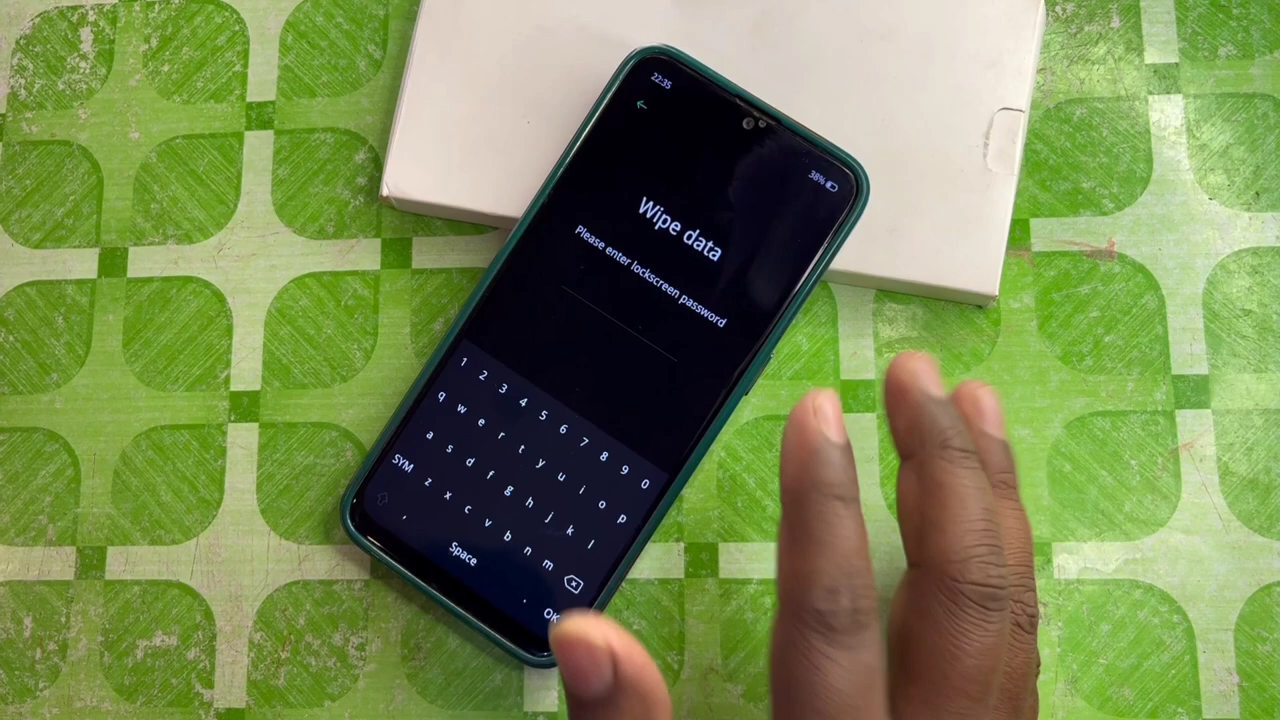 22:35
←
38%
Wipe data
Please enter lockscreen password
1 2 3 4 5 6 7 8 9 0
q w e r t y u i o p
a s d f g h j k l
SYM z x c v b n m
, Space . OK